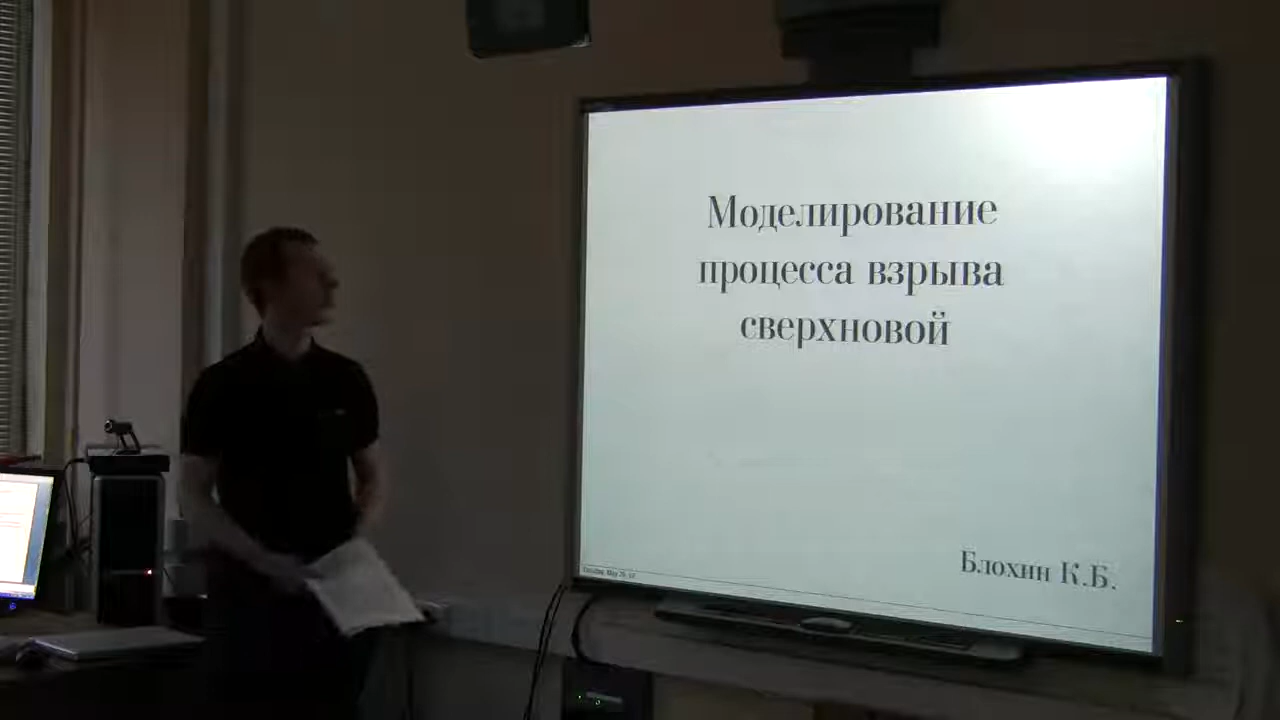 Моделирование
процесса взрыва
сверхновой
Блохин К.Б.